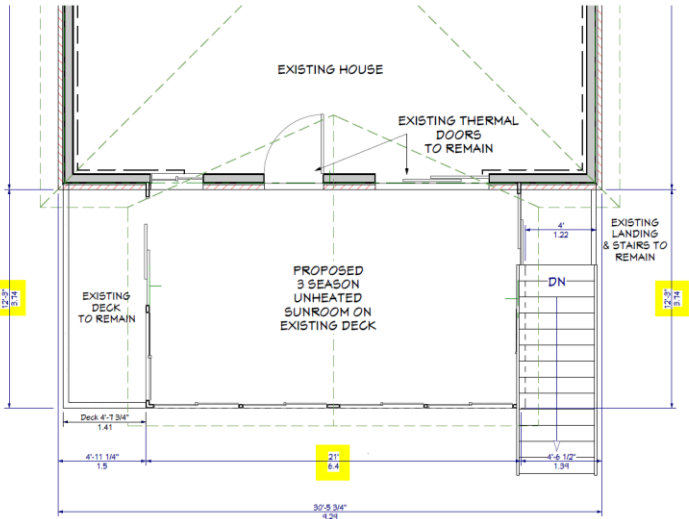 EXISTING HOUSE
EXISTING THERMAL
DOORS
TO REMAIN
EXISTING
LANDING
& STAIRS TO
REMAIN
4'
1.22
DN
PROPOSED
3 SEASON
UNHEATED
SUNROOM ON
EXISTING DECK
EXISTING
DECK
TO REMAIN
12'-3"
3.74
12'-3"
3.74
Deck 4'-7 3/4"
1.41
4'-11 1/4"
1.5
21'
6.4
4'-6 1/2"
1.39
30'-5 3/4"
9.29